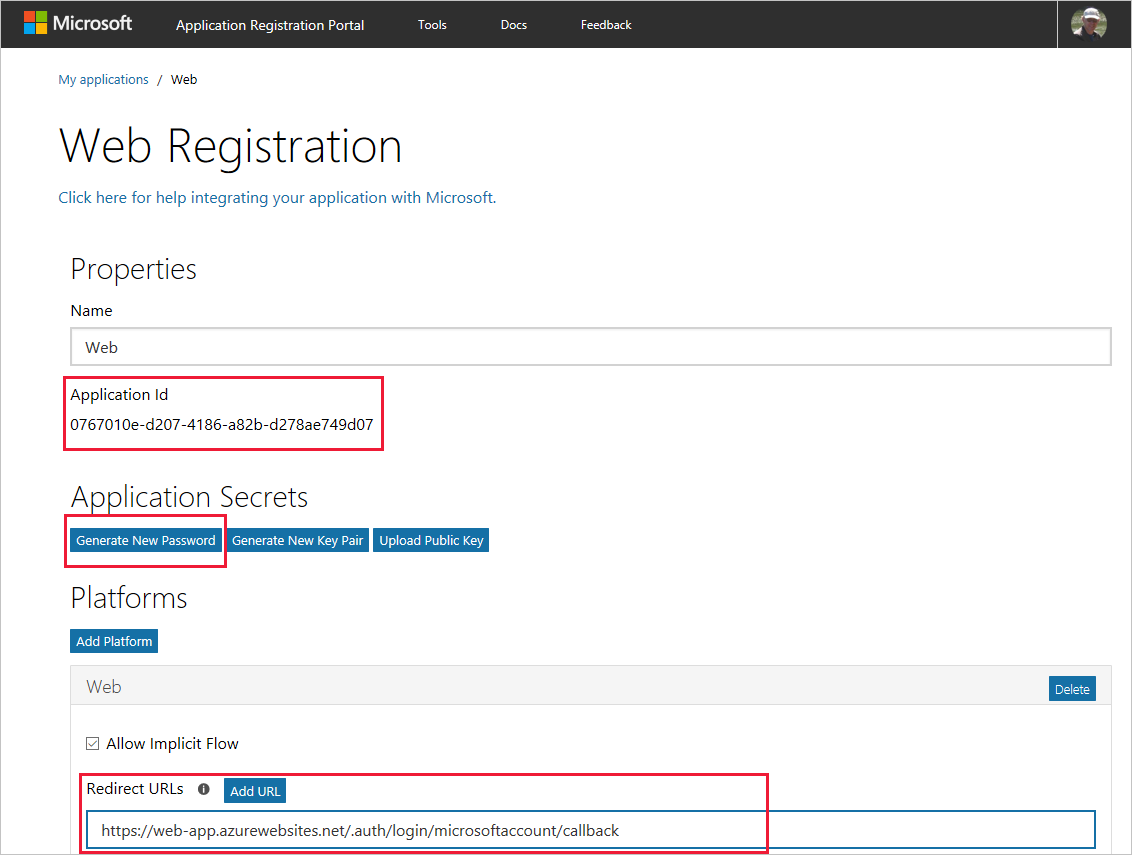 Microsoft Application Registration Portal Tools Docs Feedback
My applications / Web
Web Registration
Click here for help integrating your application with Microsoft.
Properties
Name
Web
Application Id
0767010e-d207-4186-a82b-d278ae749d07
Application Secrets
Generate New Password Generate New Key Pair Upload Public Key
Platforms
Add Platform
Web Delete
Allow Implicit Flow
Redirect URLs Add URL
https://web-app.azurewebsites.net/.auth/login/microsoftaccount/callback